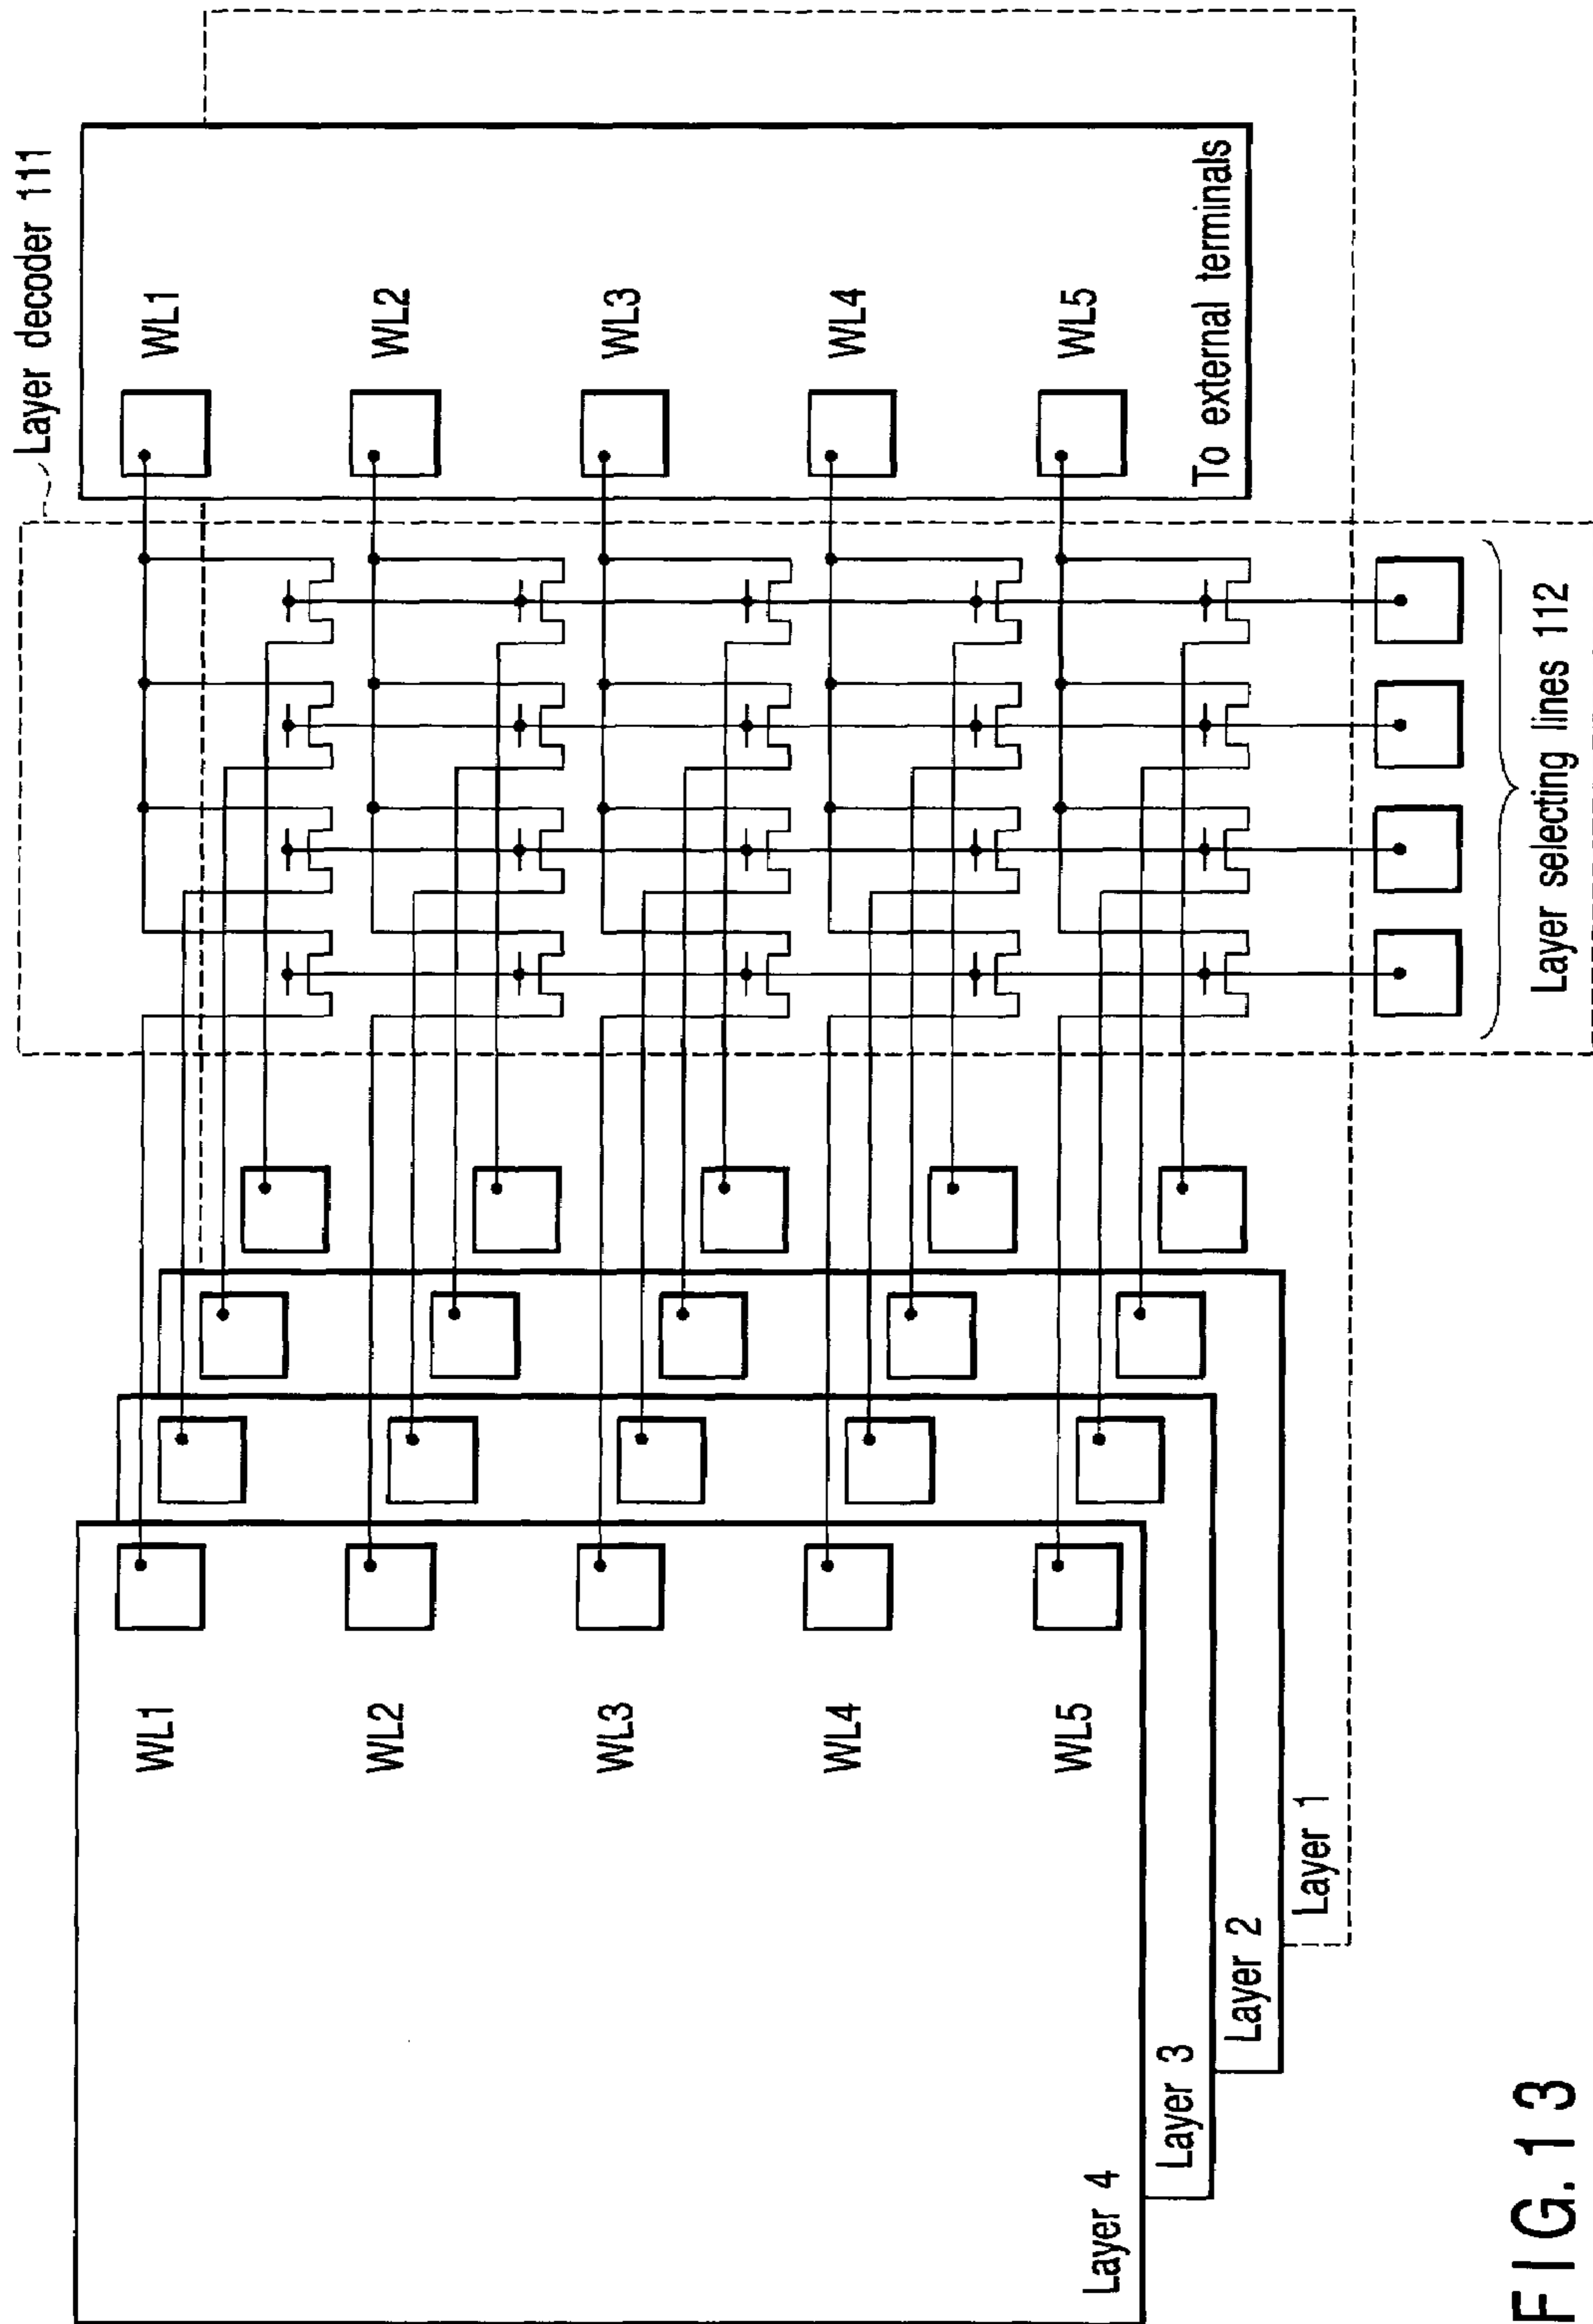 Layer decoder 111
WL1
WL2
WL3
WL4
WL5
To external terminals
Layer selecting lines 112
WL1
WL2
WL3
WL4
WL5
Layer 1
Layer 2
Layer 3
Layer 4
FIG.13